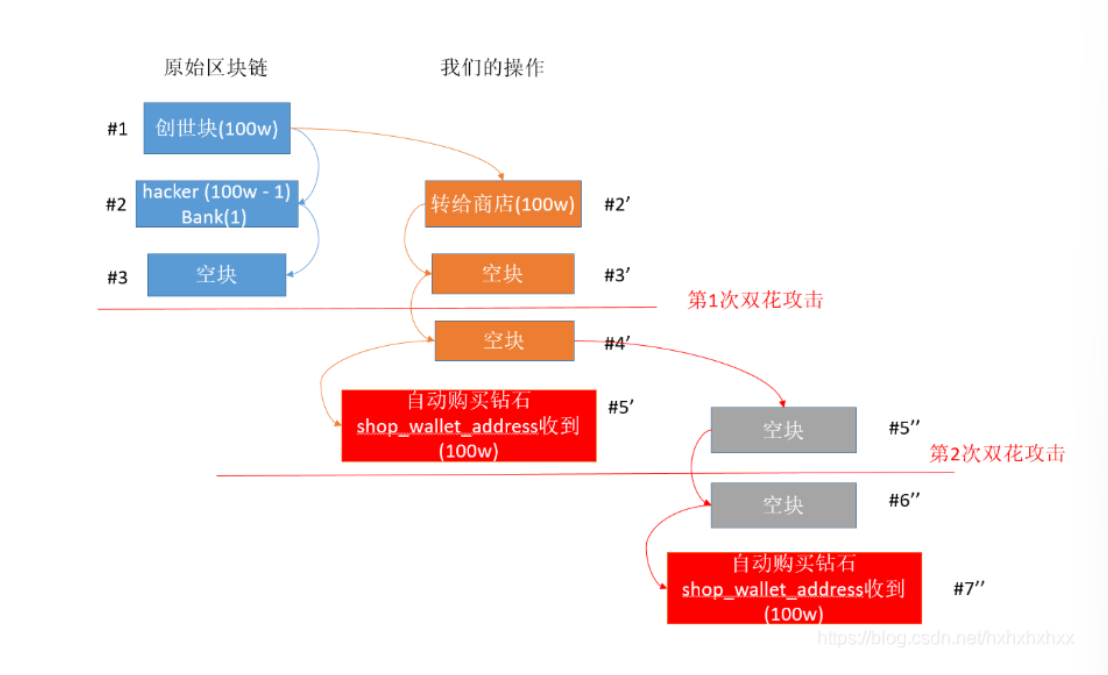 原始区块链
我们的操作
#1
创世块(100w)
#2
hacker (100w - 1)
Bank(1)
转给商店(100w)
#2’
#3
空块
空块
#3’
第1次双花攻击
空块
#4’
自动购买钻石
shop_wallet_address收到
(100w)
#5’
空块
#5’’
第2次双花攻击
空块
#6’’
自动购买钻石
shop_wallet_address收到
(100w)
#7’’
https://blog.csdn.net/hxhxhxhxx